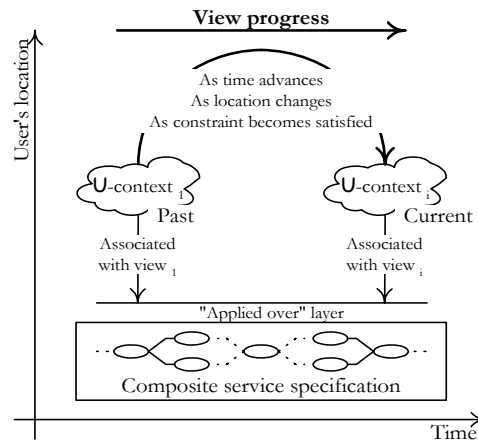 View progress
User's location
As time advances
As location changes
As constraint becomes satisfied
U-context 1
Past
U-context i
Current
Associated
with view 1
Associated
with view i
"Applied over" layer
Composite service specification
Time